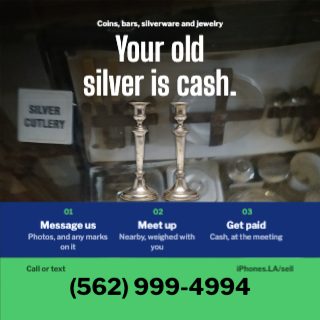 Coins, bars, silverware and jewelry
Your old
silver is cash.
SILVER
CUTLERY
01
Message us
Photos, and any marks
on it
02
Meet up
Nearby, weighed with
you
03
Get paid
Cash, at the meeting
Call or text
iPhones.LA/sell
(562) 999-4994